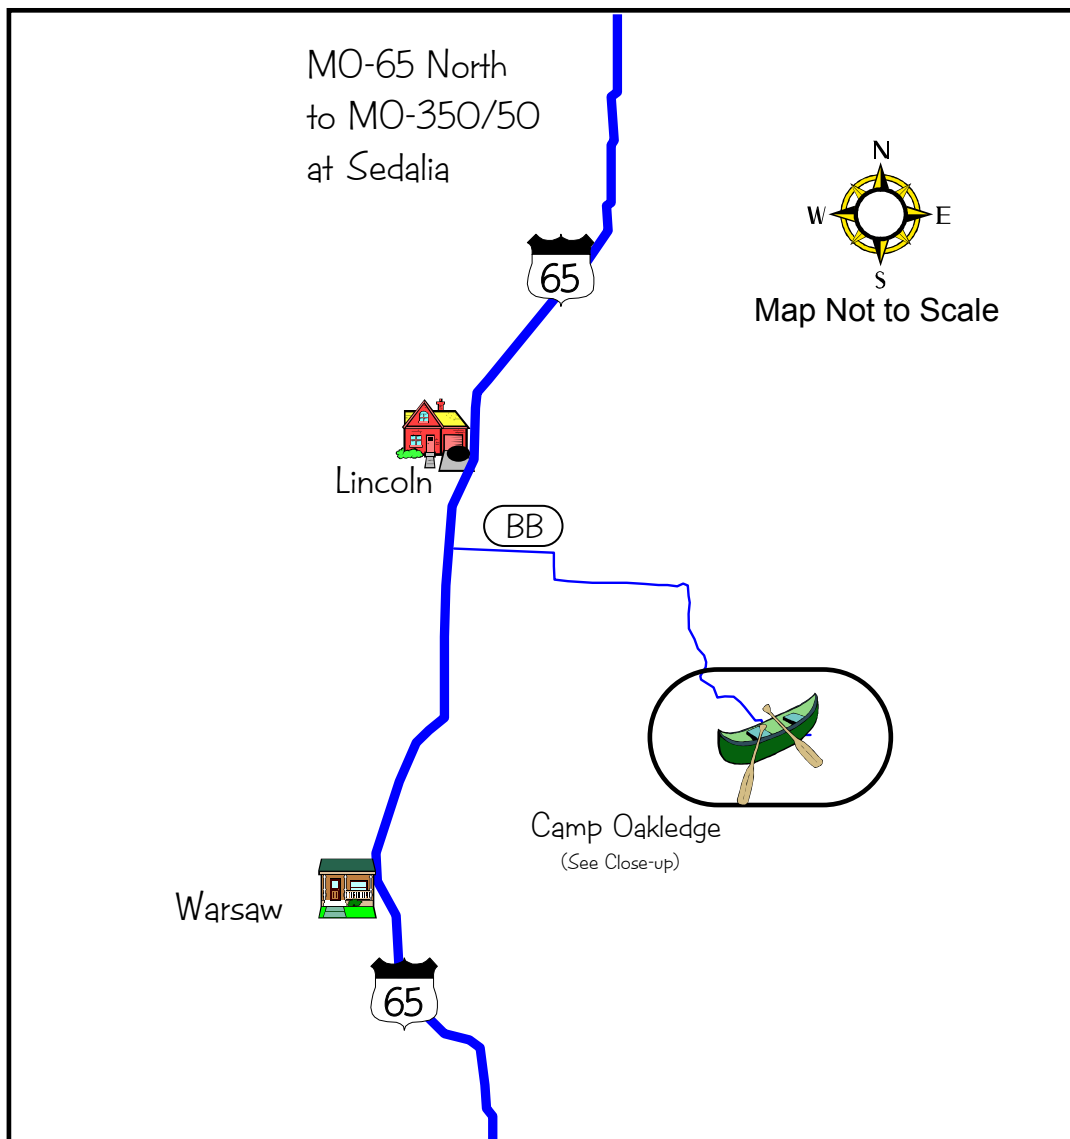 MO-65 North
to MO-350/50
at Sedalia
N
W E
S
Map Not to Scale
65
Lincoln
BB
Camp Oakledge
(See Close-up)
Warsaw
65